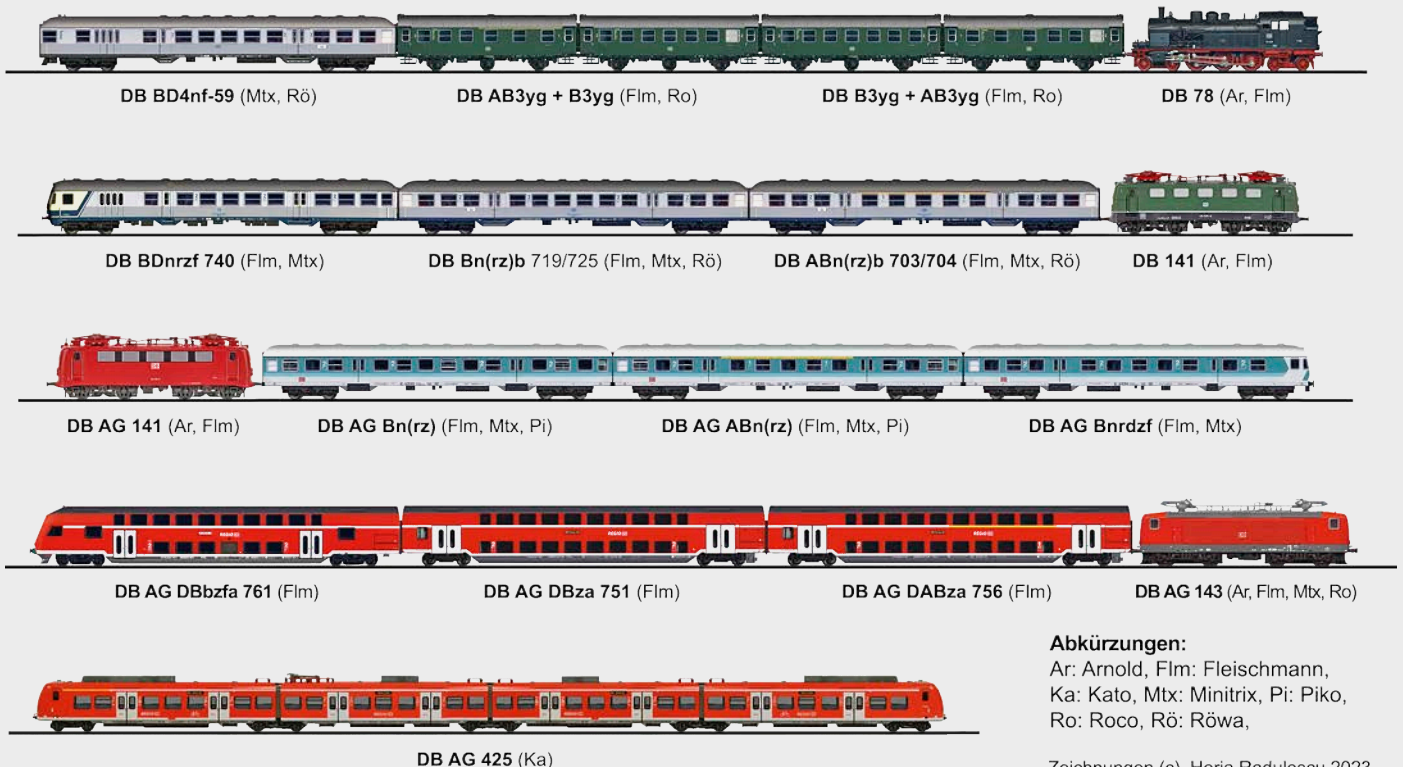 DB BD4nf-59 (Mtx, Rö)
DB AB3yg + B3yg (Flm, Ro)
DB B3yg + AB3yg (Flm, Ro)
DB 78 (Ar, Flm)
DB BDnrzf 740 (Flm, Mtx)
DB Bn(rz)b 719/725 (Flm, Mtx, Rö)
DB ABn(rz)b 703/704 (Flm, Mtx, Rö)
DB 141 (Ar, Flm)
DB AG 141 (Ar, Flm)
DB AG Bn(rz) (Flm, Mtx, Pi)
DB AG ABn(rz) (Flm, Mtx, Pi)
DB AG Bnrdzf (Flm, Mtx)
DB AG DBbzfa 761 (Flm)
DB AG DBza 751 (Flm)
DB AG DABza 756 (Flm)
DB AG 143 (Ar, Flm, Mtx, Ro)
DB AG 425 (Ka)
Abkürzungen:
Ar: Arnold, Flm: Fleischmann,
Ka: Kato, Mtx: Minitrix, Pi: Piko,
Ro: Roco, Rö: Röwa,
Zeichnungen (c) Horia Radulescu 2023